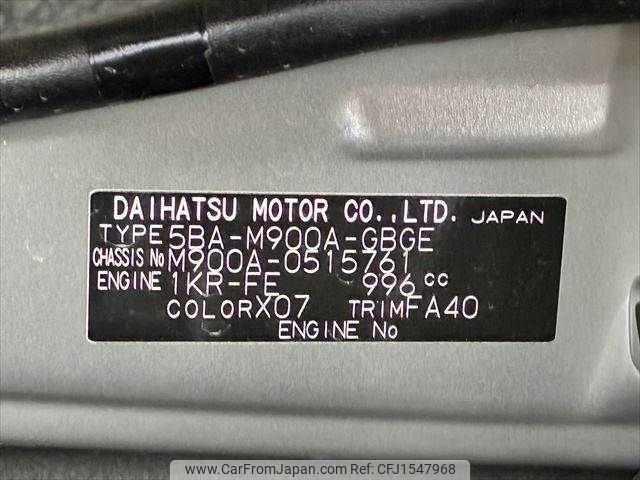 DAIHATSU MOTOR CO.,LTD. JAPAN
TYPE 5BA-M900A-GBGE
CHASSIS No M900A-0515761
ENGINE 1KR-FE 996 cc
COLOR X07 TRIM FA40
ENGINE No
www.CarFromJapan.com | Ref No CFJ1547968